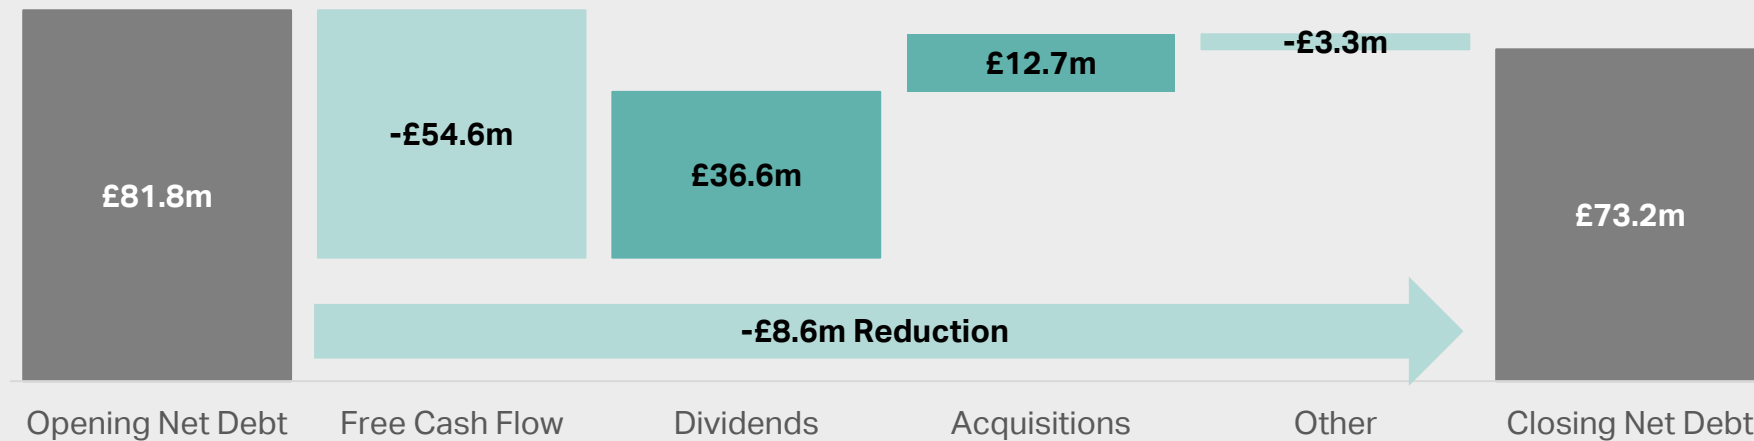 £81.8m
-£54.6m
£36.6m
£12.7m
-£3.3m
£73.2m
-£8.6m Reduction
Opening Net Debt
Free Cash Flow
Dividends
Acquisitions
Other
Closing Net Debt